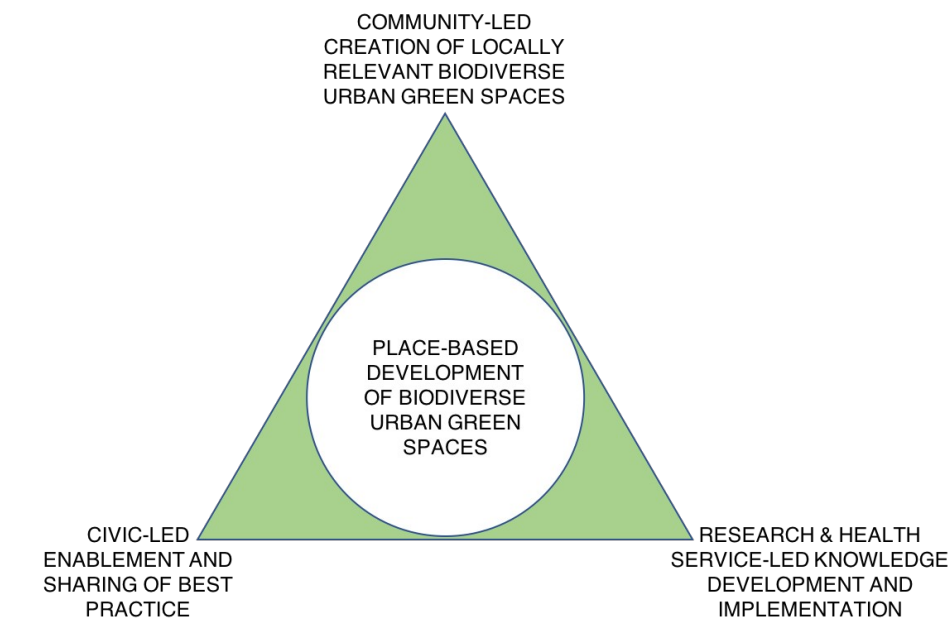 COMMUNITY-LED
CREATION OF LOCALLY
RELEVANT BIODIVERSE
URBAN GREEN SPACES
PLACE-BASED
DEVELOPMENT
OF BIODIVERSE
URBAN GREEN
SPACES
CIVIC-LED
ENABLEMENT AND
SHARING OF BEST
PRACTICE
RESEARCH & HEALTH
SERVICE-LED KNOWLEDGE
DEVELOPMENT AND
IMPLEMENTATION